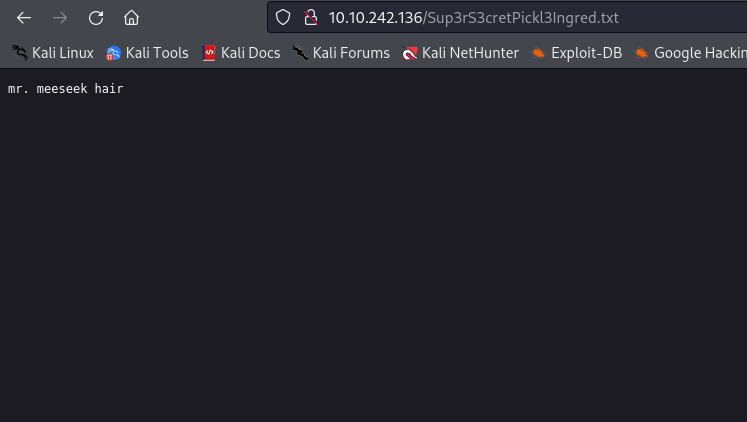 10.10.242.136/Sup3rS3cretPickl3Ingred.txt
Kali Linux Kali Tools Kali Docs Kali Forums Kali NetHunter Exploit-DB Google Hackin
mr. meeseek hair